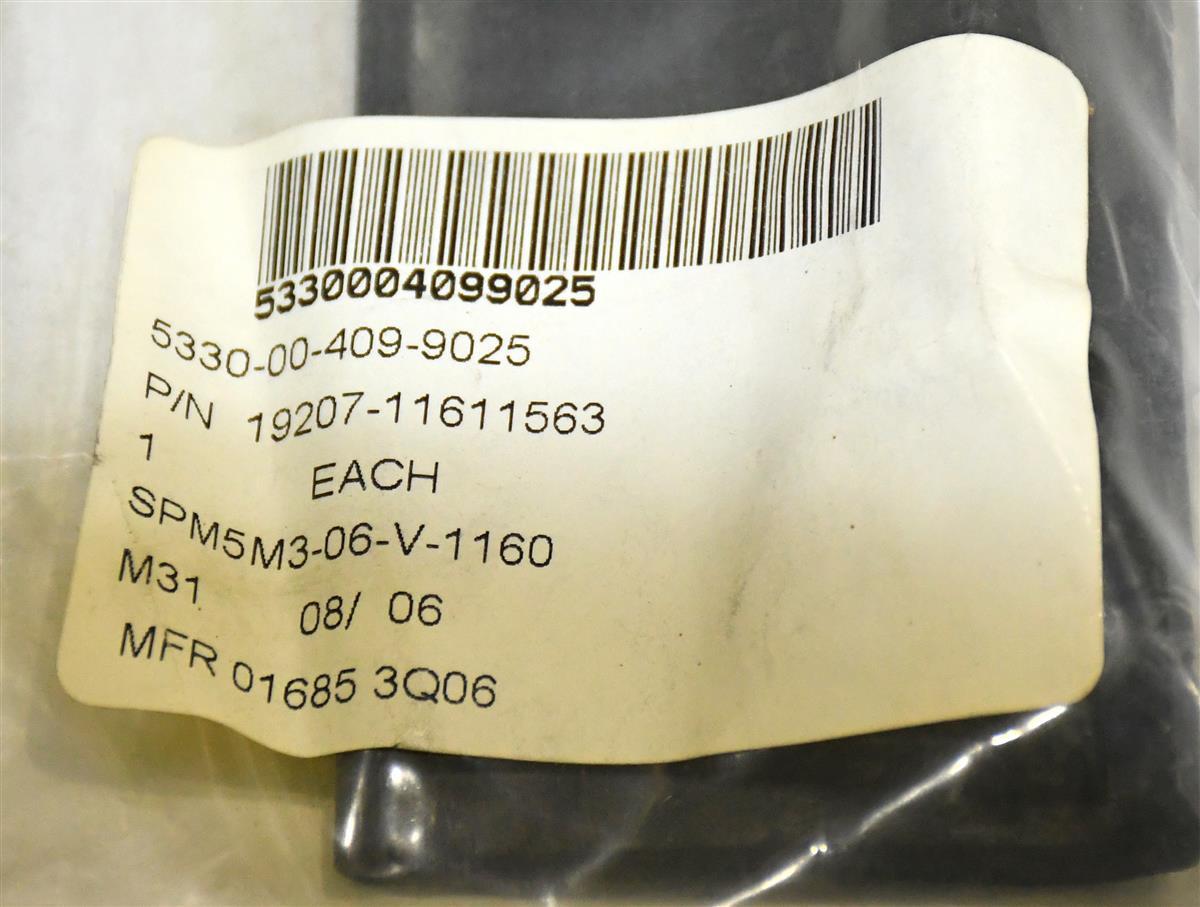 5330004099025
5330-00-409-9025
P/N 19207-11611563
1 EACH
SPM5M3-06-V-1160
M31 08/ 06
MFR 01685 3Q06